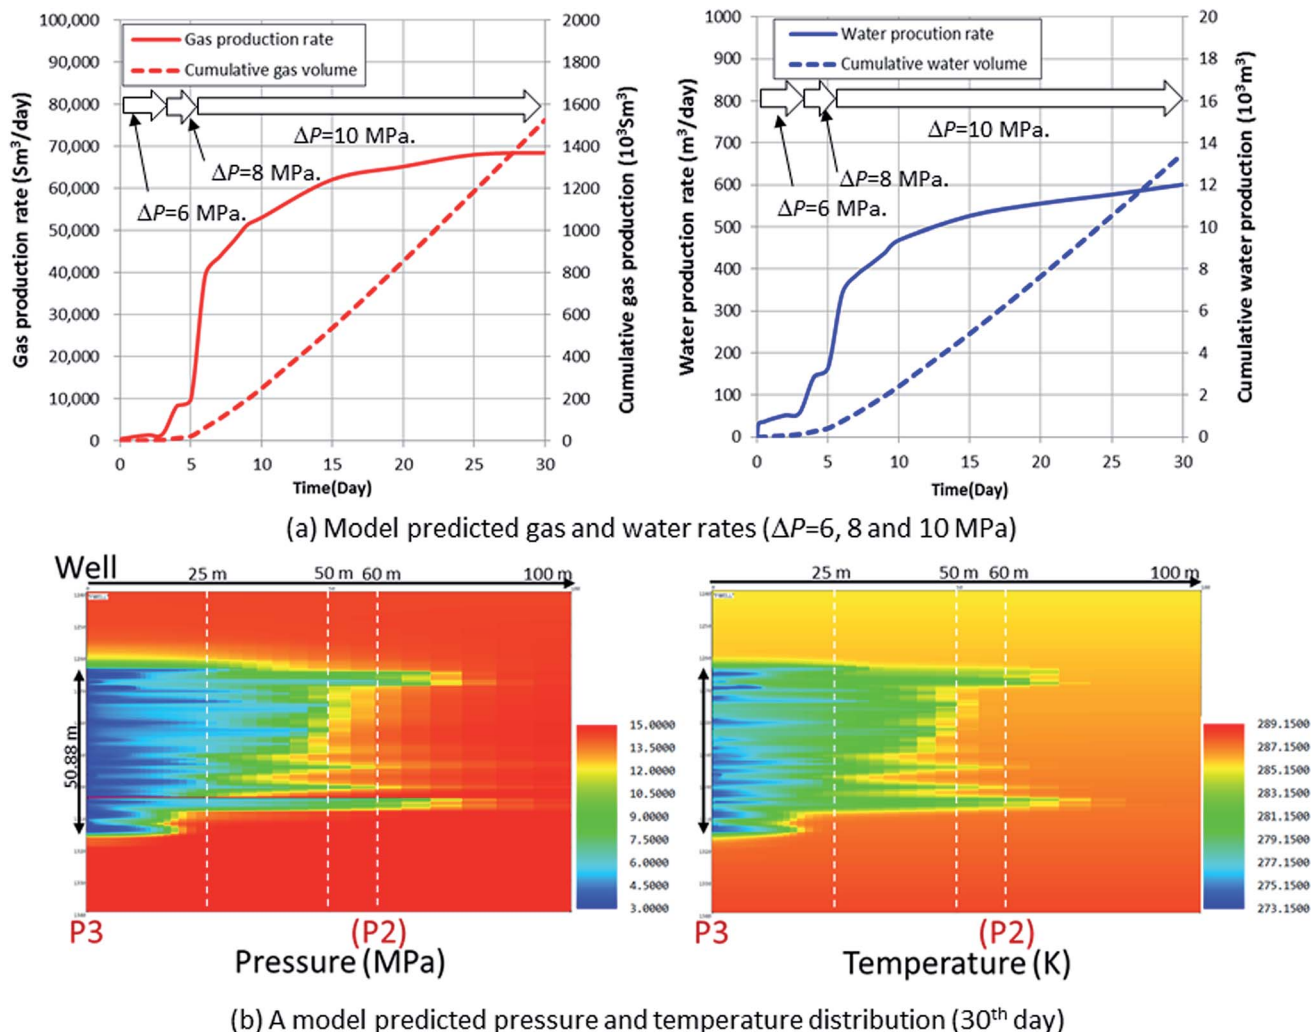 100,000
90,000
80,000
70,000
60,000
50,000
40,000
30,000
20,000
10,000
0
Gas production rate (Sm³/day)
Gas production rate
Cumulative gas volume
ΔP=10 MPa.
ΔP=8 MPa.
ΔP=6 MPa.
2000
1800
1600
1400
1200
1000
800
600
400
200
0
Cumulative gas production (10³Sm³)
0 5 10 15 20 25 30
Time(Day)
1000
900
800
700
600
500
400
300
200
100
0
Water production rate (m³/day)
Water procution rate
Cumulative water volume
ΔP=10 MPa.
ΔP=8 MPa.
ΔP=6 MPa.
20
18
16
14
12
10
8
6
4
2
0
Cumulative water production (10³m³)
0 5 10 15 20 25 30
Time(Day)
(a) Model predicted gas and water rates (ΔP=6, 8 and 10 MPa)
Well
25 m 50 m 60 m 100 m
50.88 m
15.0000
13.5000
12.0000
10.5000
9.0000
7.5000
6.0000
4.5000
3.0000
P3 (P2)
Pressure (MPa)
25 m 50 m 60 m 100 m
289.1500
287.1500
285.1500
283.1500
281.1500
279.1500
277.1500
275.1500
273.1500
P3 (P2)
Temperature (K)
(b) A model predicted pressure and temperature distribution (30th day)